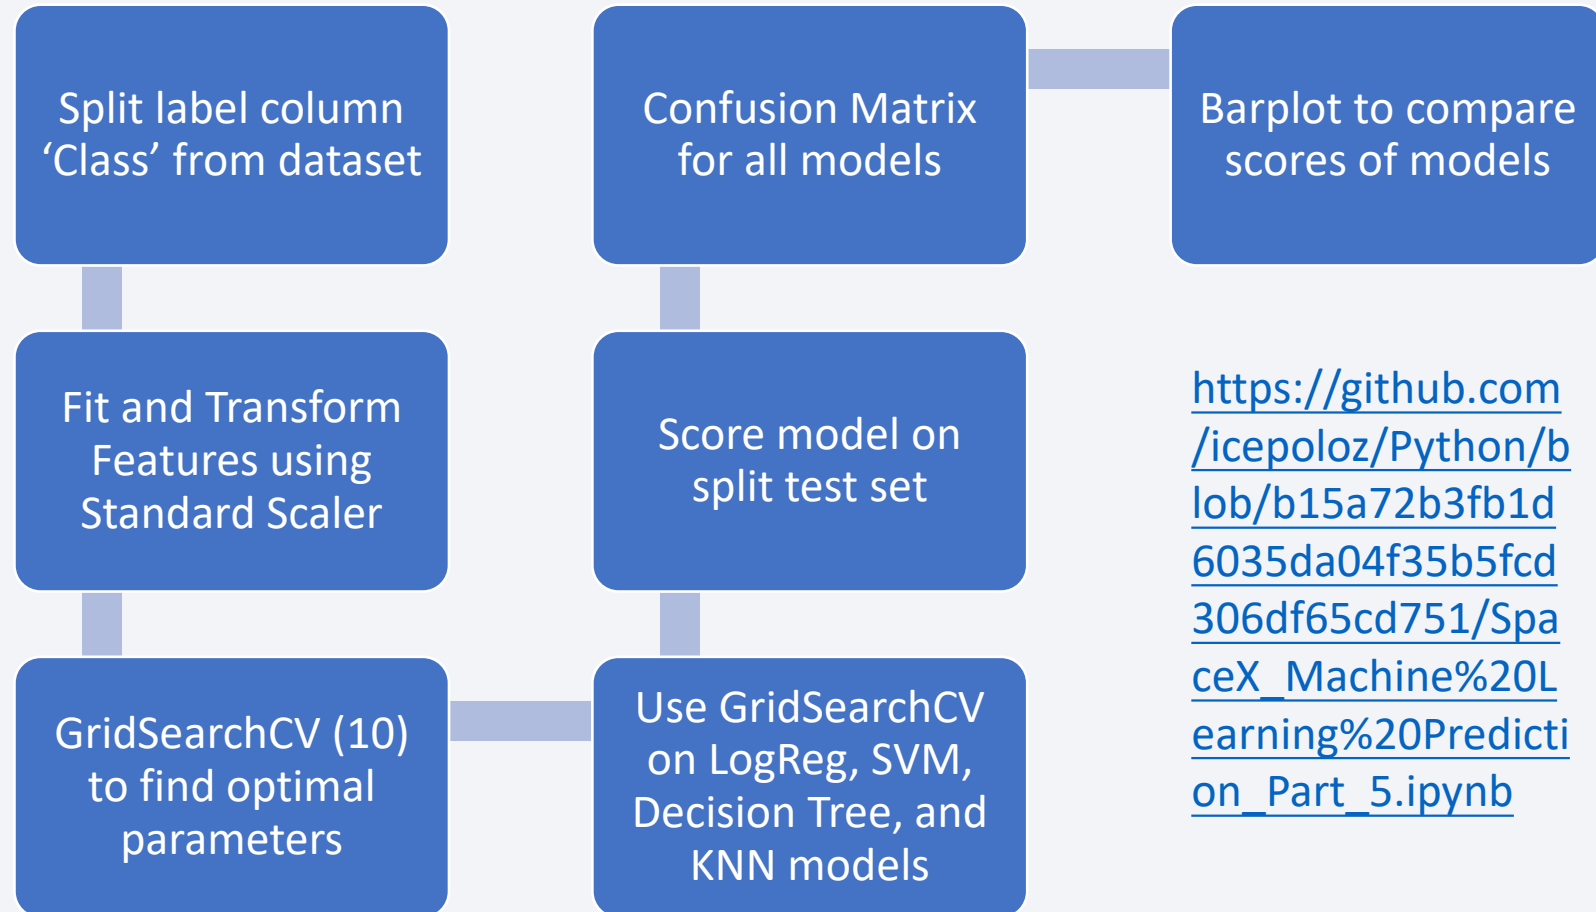 Split label column
‘Class’ from dataset
Fit and Transform
Features using
Standard Scaler
GridSearchCV (10)
to find optimal
parameters
Use GridSearchCV
on LogReg, SVM,
Decision Tree, and
KNN models
Score model on
split test set
Confusion Matrix
for all models
Barplot to compare
scores of models
https://github.com
/icepoloz/Python/b
lob/b15a72b3fb1d
6035da04f35b5fcd
306df65cd751/Spa
ceX_Machine%20L
earning%20Predicti
on_Part_5.ipynb